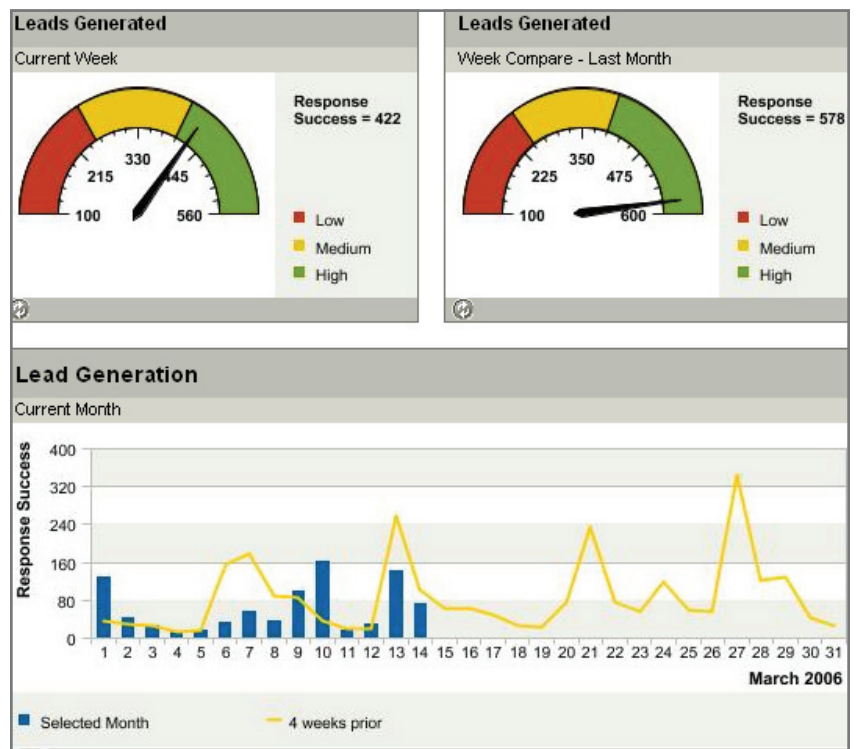 Leads Generated
Current Week
Response
Success = 422
100
215
330
445
560
Low
Medium
High
Leads Generated
Week Compare - Last Month
Response
Success = 578
100
225
350
475
600
Low
Medium
High
Lead Generation
Current Month
Response Success
400
320
240
160
80
0
1 2 3 4 5 6 7 8 9 10 11 12 13 14 15 16 17 18 19 20 21 22 23 24 25 26 27 28 29 30 31
March 2006
Selected Month
4 weeks prior